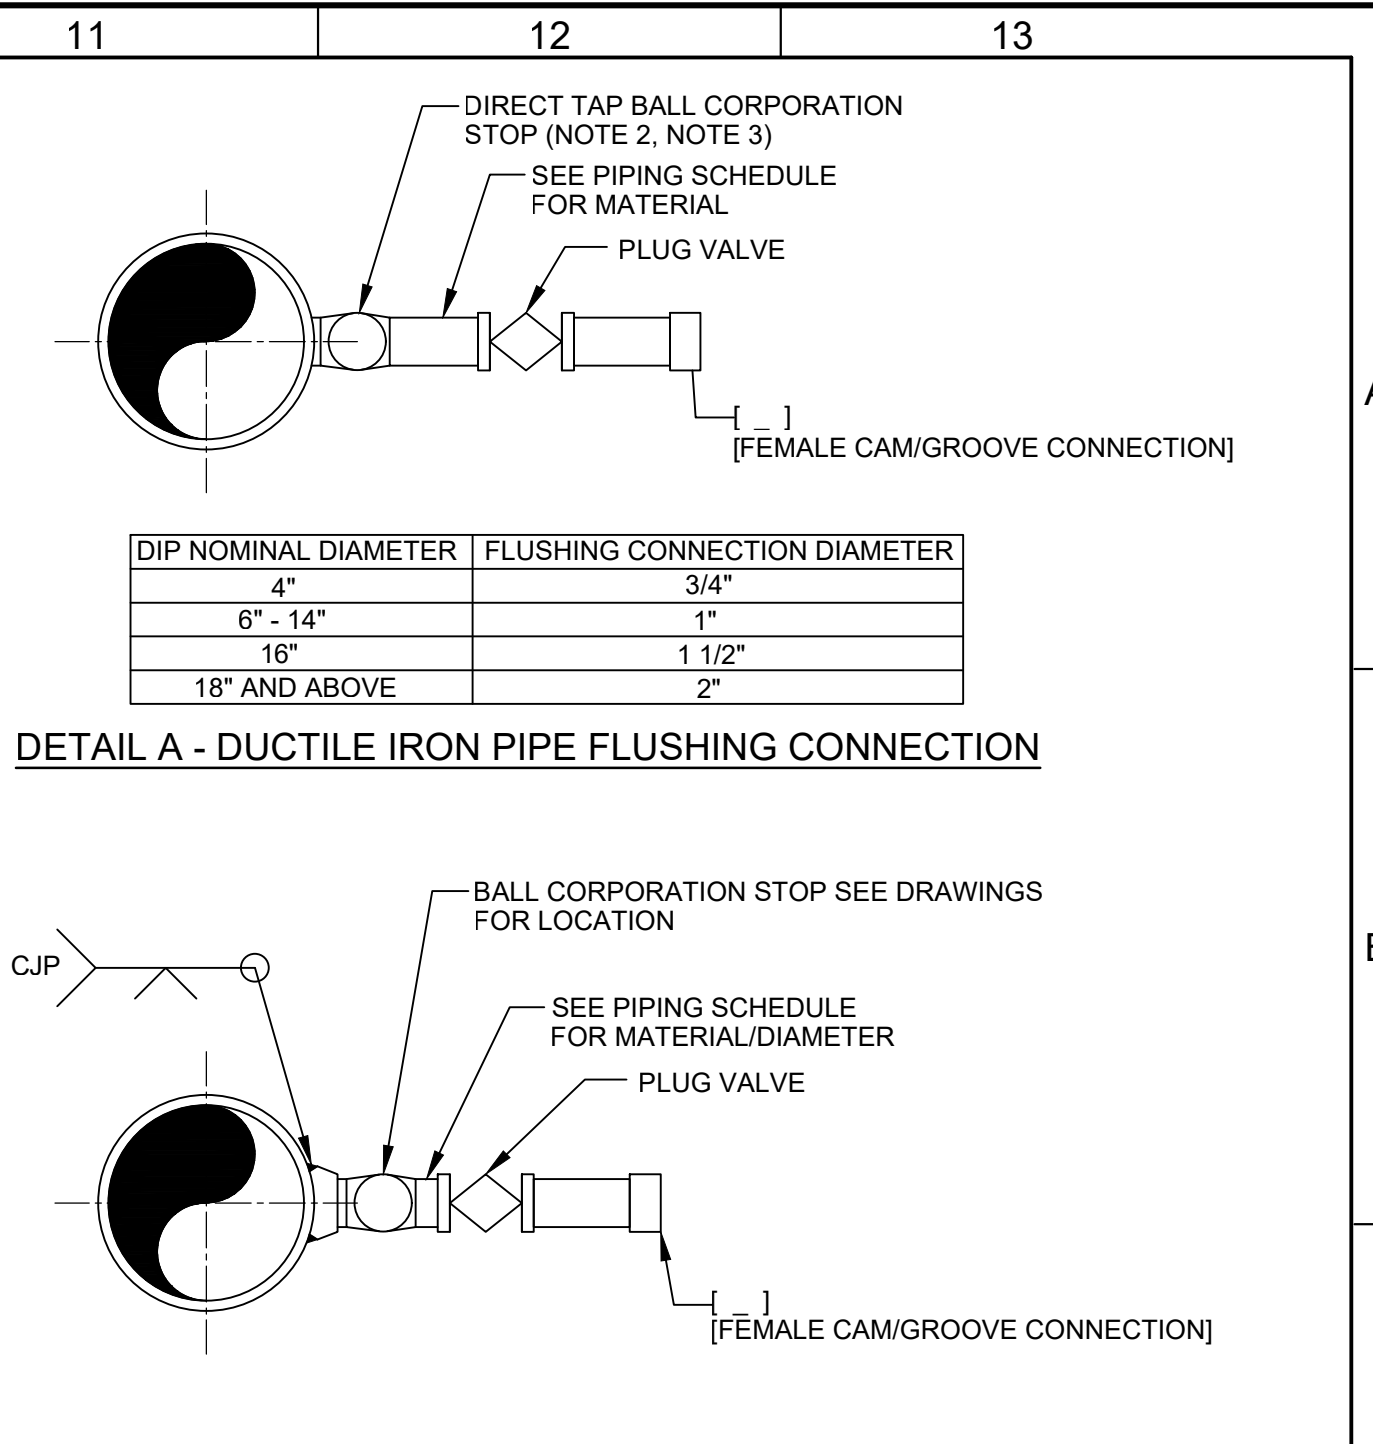 11 12 13
DIRECT TAP BALL CORPORATION
STOP (NOTE 2, NOTE 3)
SEE PIPING SCHEDULE
FOR MATERIAL
PLUG VALVE
A
[ _ ]
[FEMALE CAM/GROOVE CONNECTION]
DIP NOMINAL DIAMETER FLUSHING CONNECTION DIAMETER
4" 3/4"
6" - 14" 1"
16" 1 1/2"
18" AND ABOVE 2"
DETAIL A - DUCTILE IRON PIPE FLUSHING CONNECTION
BALL CORPORATION STOP SEE DRAWINGS
FOR LOCATION
CJP
SEE PIPING SCHEDULE
FOR MATERIAL/DIAMETER
PLUG VALVE
[ _ ]
[FEMALE CAM/GROOVE CONNECTION]